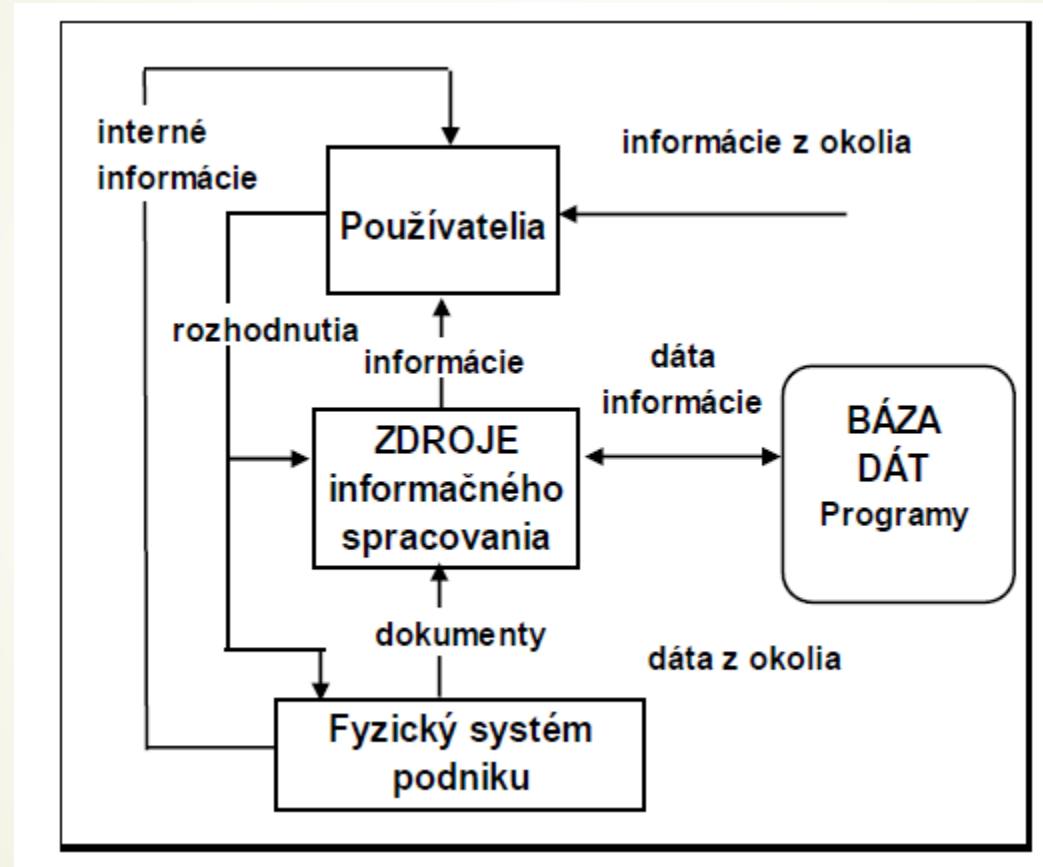 interné
informácie
informácie z okolia
Používatelia
rozhodnutia
informácie
dáta
informácie
ZDROJE
informačného
spracovania
BÁZA
DÁT
Programy
dokumenty
dáta z okolia
Fyzický systém
podniku